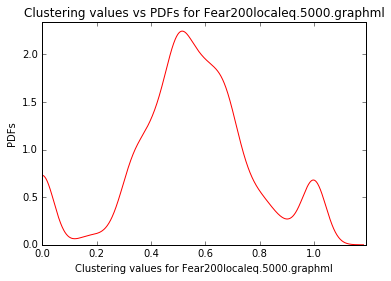 Clustering values vs PDFs for Fear200localeq.5000.graphml
2.0
1.5
PDFs
1.0
0.5
0.0
0.0 0.2 0.4 0.6 0.8 1.0
Clustering values for Fear200localeq.5000.graphml